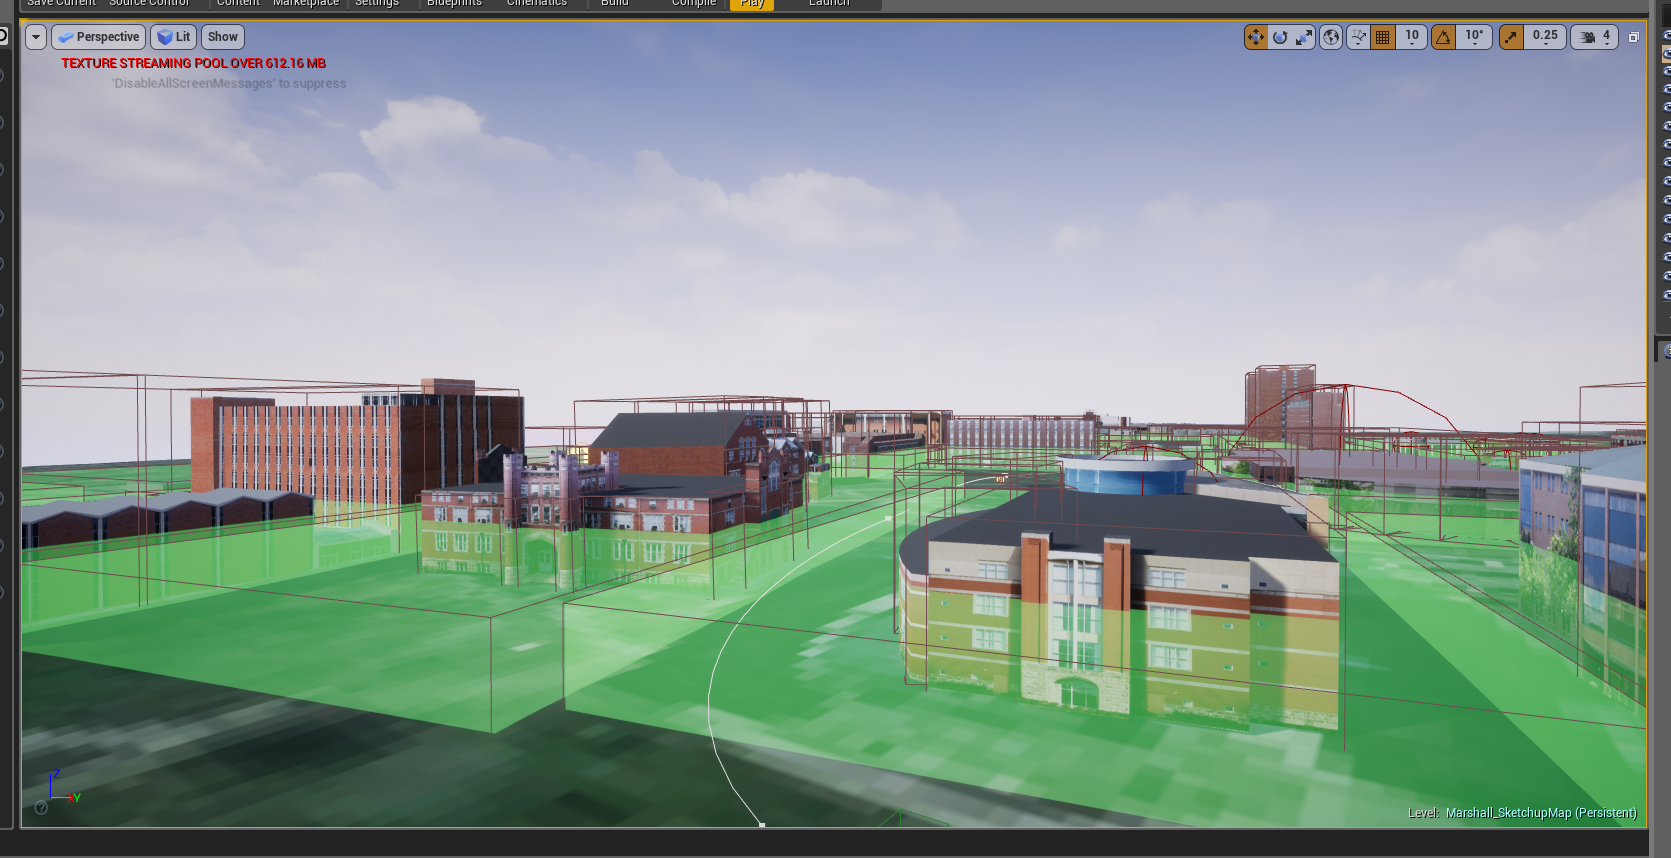 Save Current Source Control Content Marketplace Settings Blueprints Cinematics Build Compile Play Launch
Perspective Lit Show 10 10° 0.25 4
TEXTURE STREAMING POOL OVER 612.16 MB
'DisableAllScreenMessages' to suppress
Z
Y
Level: Marshall_SketchupMap (Persistent)